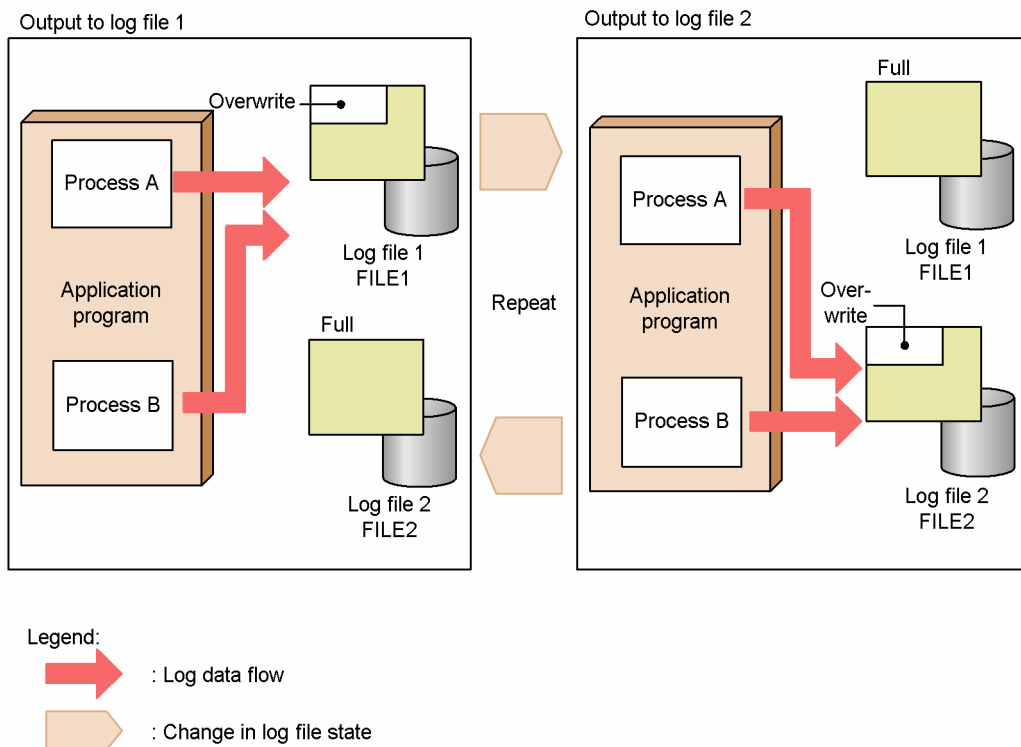 Output to log file 1
Overwrite
Process A
Log file 1
FILE1
Application
program
Full
Process B
Log file 2
FILE2
Repeat
Output to log file 2
Full
Process A
Log file 1
FILE1
Over-
write
Application
program
Process B
Log file 2
FILE2
Legend:
: Log data flow
: Change in log file state